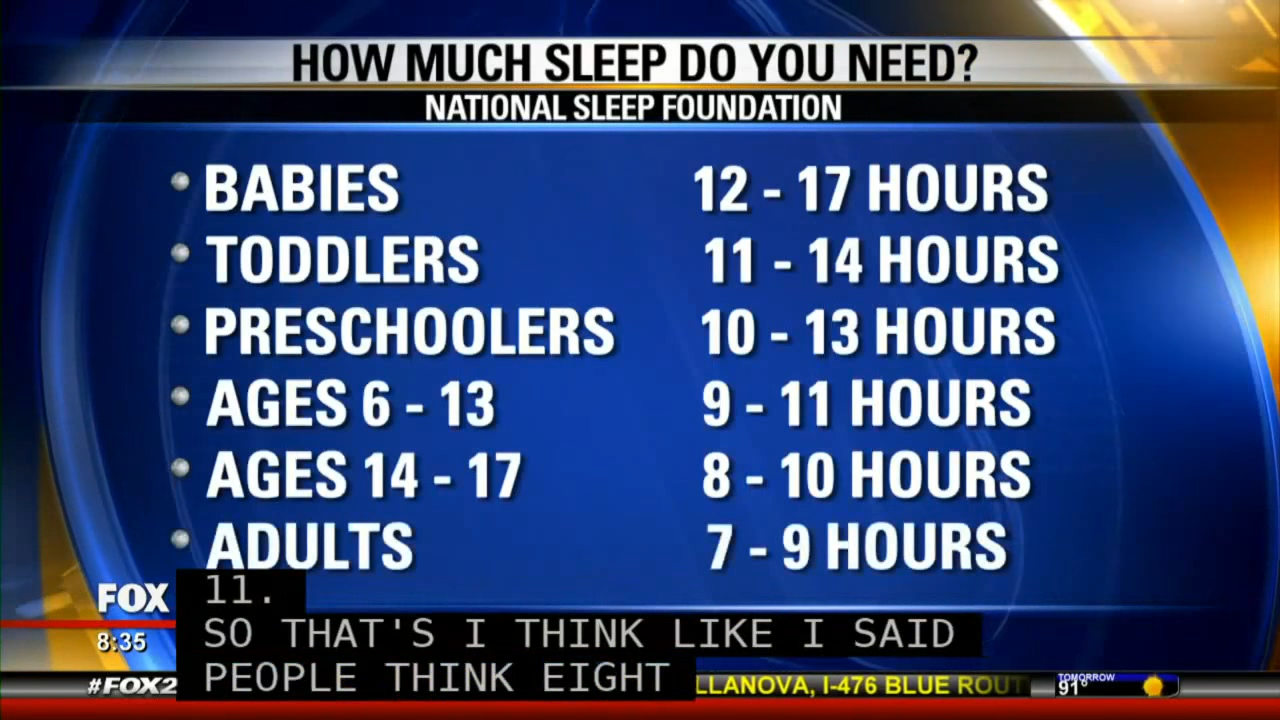 HOW MUCH SLEEP DO YOU NEED?
NATIONAL SLEEP FOUNDATION
• BABIES 12 - 17 HOURS
• TODDLERS 11 - 14 HOURS
• PRESCHOOLERS 10 - 13 HOURS
• AGES 6 - 13 9 - 11 HOURS
• AGES 14 - 17 8 - 10 HOURS
• ADULTS 7 - 9 HOURS
FOX
8:35
11.
SO THAT'S I THINK LIKE I SAID
PEOPLE THINK EIGHT
#FOX2 LLANOVA, I-476 BLUE ROUT TOMORROW
91°